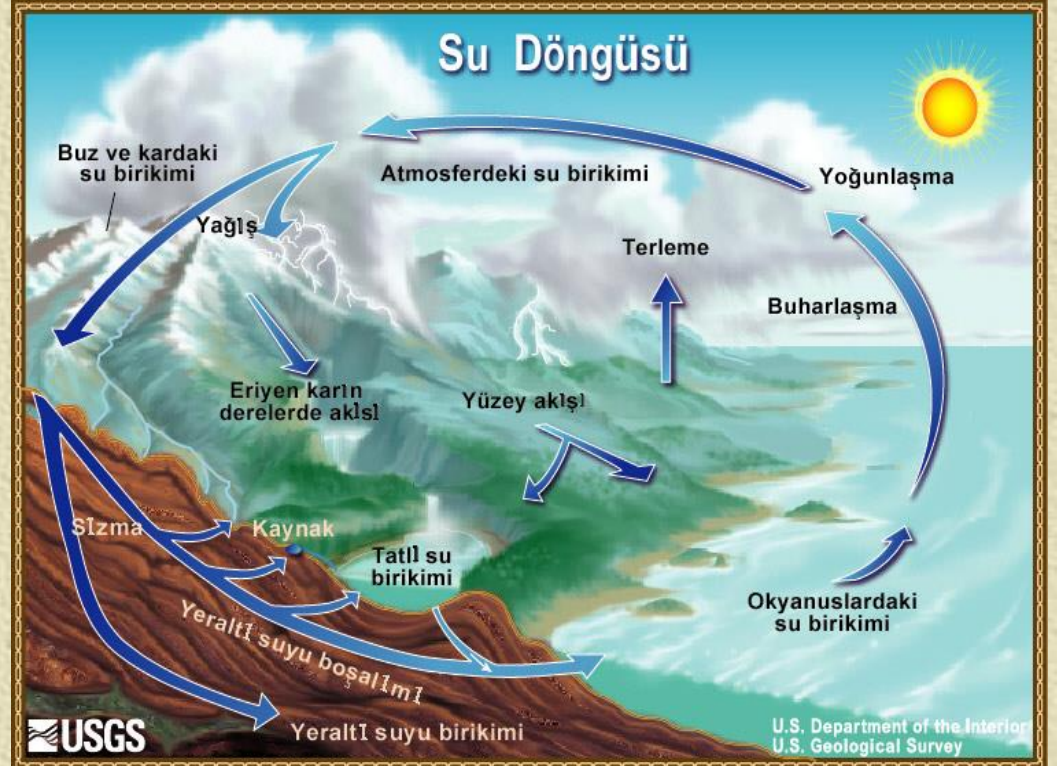 Su Döngüsü
Buz ve kardaki
su birikimi
Atmosferdeki su birikimi
Yoğunlaşma
Yağış
Terleme
Buharlaşma
Eriyen karın
derelerde akısı
Yüzey akışı
Sızma
Kaynak
Tatlı su
birikimi
Okyanuslardaki
su birikimi
Yeraltı suyu boşalımı
Yeraltı suyu birikimi
USGS
U.S. Department of the Interior
U.S. Geological Survey